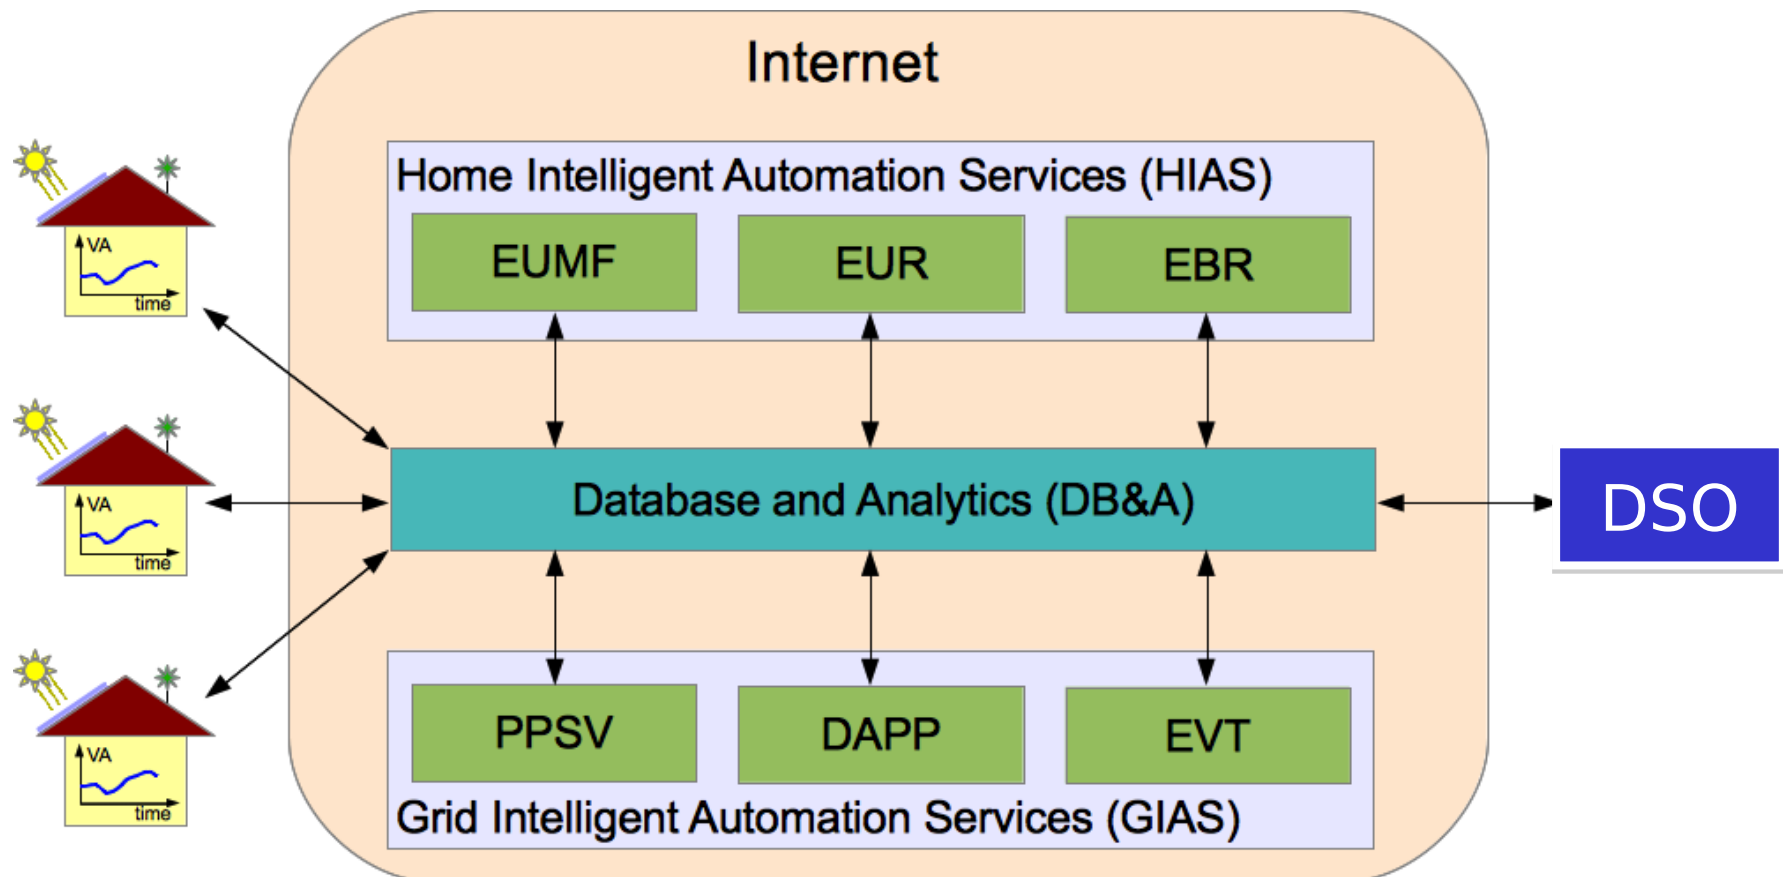 Internet
Home Intelligent Automation Services (HIAS)
EUMF
EUR
EBR
VA
time
VA
time
VA
time
Database and Analytics (DB&A)
DSO
PPSV
DAPP
EVT
Grid Intelligent Automation Services (GIAS)